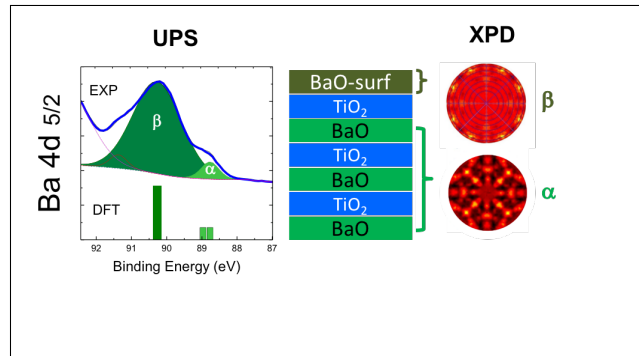 UPS
XPD
Ba 4d 5/2
EXP
β
α
DFT
92
91
90
89
88
87
Binding Energy (eV)
BaO-surf
TiO₂
BaO
TiO₂
BaO
TiO₂
BaO
β
α